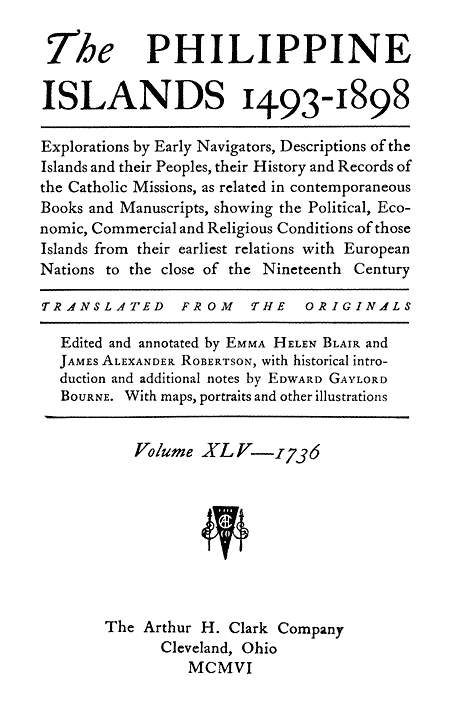 The PHILIPPINE
ISLANDS 1493-1898
Explorations by Early Navigators, Descriptions of the
Islands and their Peoples, their History and Records of
the Catholic Missions, as related in contemporaneous
Books and Manuscripts, showing the Political, Eco-
nomic, Commercial and Religious Conditions of those
Islands from their earliest relations with European
Nations to the close of the Nineteenth Century
TRANSLATED FROM THE ORIGINALS
Edited and annotated by EMMA HELEN BLAIR and
JAMES ALEXANDER ROBERTSON, with historical intro-
duction and additional notes by EDWARD GAYLORD
BOURNE. With maps, portraits and other illustrations
Volume XLV—1736
The Arthur H. Clark Company
Cleveland, Ohio
MCMVI